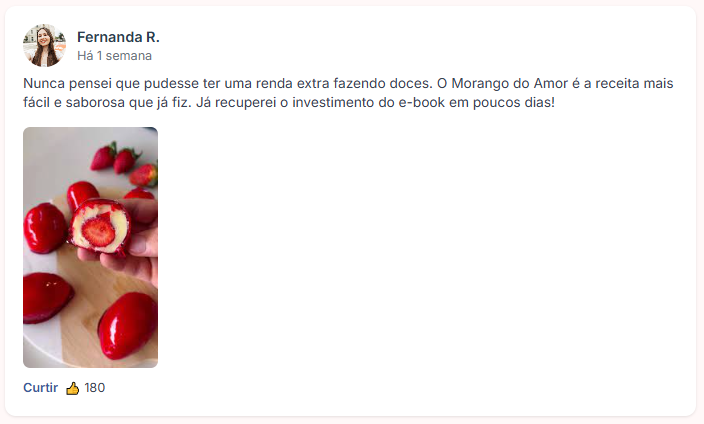 Fernanda R.
Há 1 semana
Nunca pensei que pudesse ter uma renda extra fazendo doces. O Morango do Amor é a receita mais
fácil e saborosa que já fiz. Já recuperei o investimento do e-book em poucos dias!
Curtir 👍 180